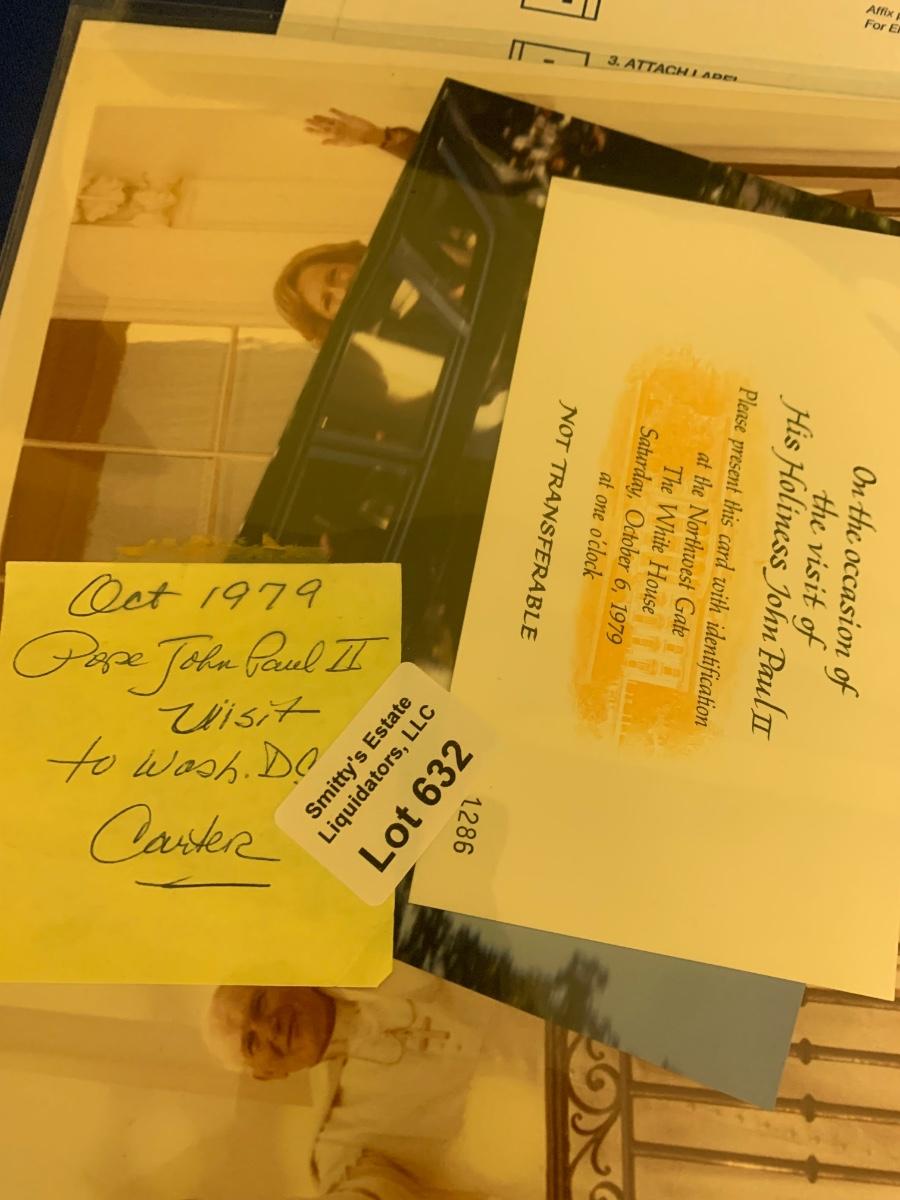 Affix
For
3. ATTACH LABEL
On the occasion of
the visit of
His Holiness John Paul II
Please present this card with identification
at the Northwest Gate
The White House
Saturday, October 6, 1979
at one o'clock
NOT TRANSFERABLE
1286
Oct 1979
Pope John Paul II
Visit
to Wash. DC
Carter
Smitty's Estate
Liquidators, LLC
Lot 632